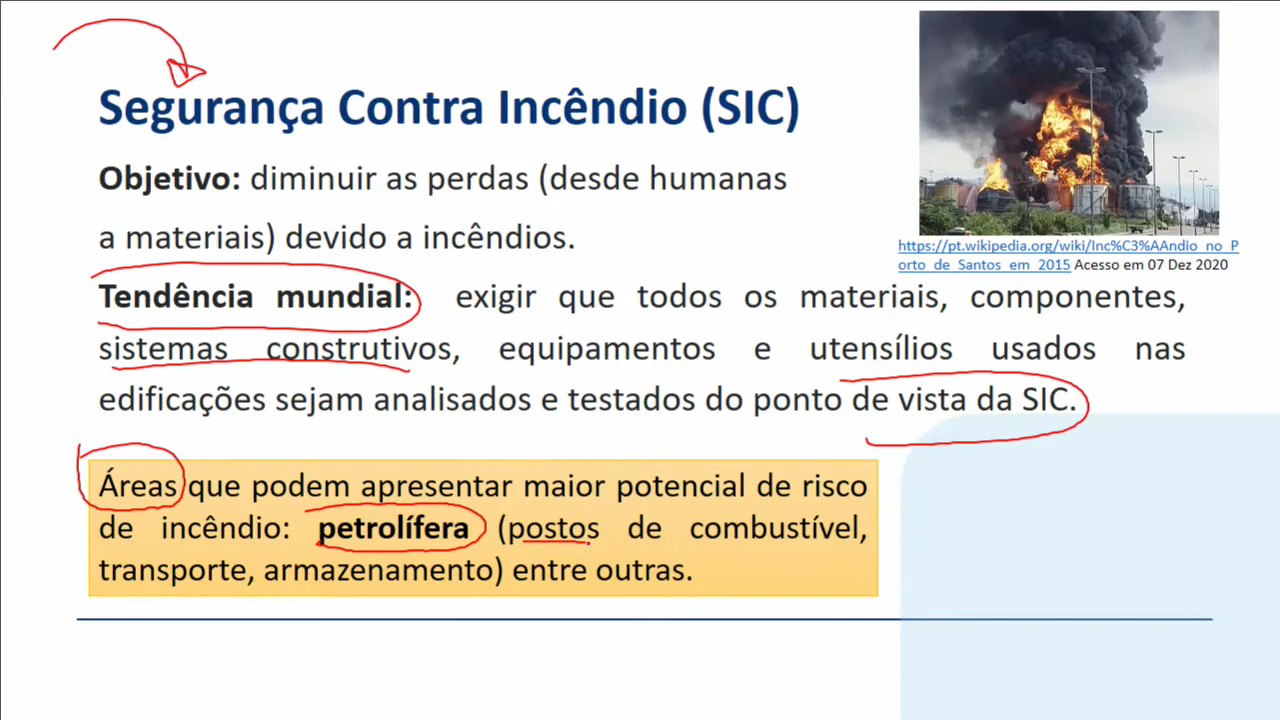 Segurança Contra Incêndio (SIC)
Objetivo: diminuir as perdas (desde humanas
a materiais) devido a incêndios.
https://pt.wikipedia.org/wiki/Inc%C3%AAndio_no_P
orto_de_Santos_em_2015 Acesso em 07 Dez 2020
Tendência mundial: exigir que todos os materiais, componentes,
sistemas construtivos, equipamentos e utensílios usados nas
edificações sejam analisados e testados do ponto de vista da SIC.
Áreas que podem apresentar maior potencial de risco
de incêndio: petrolífera (postos de combustível,
transporte, armazenamento) entre outras.